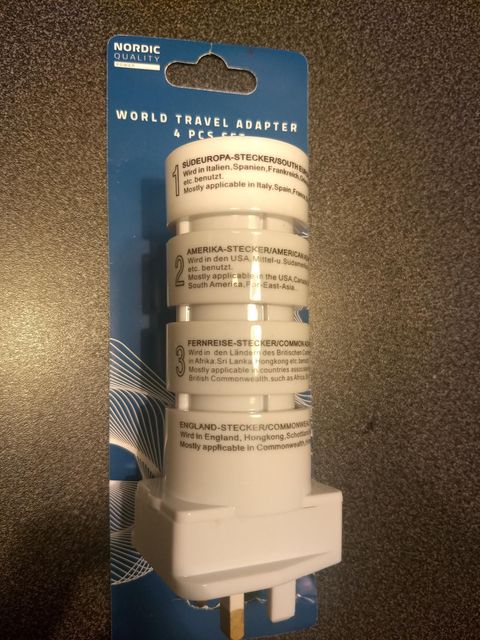 NORDIC
QUALITY
WORLD TRAVEL ADAPTER
4 PCS SET
1
SÜDEUROPA-STECKER/SOUTH
Wird in Italien,Spanien,Frankreich,
etc.benutzt.
Mostly applicable in Italy,Spain,
2
AMERIKA-STECKER/AMERICAN
Wird in den USA,Mittel-u.Südamerika
etc. benutzt.
Mostly applicable in the USA,Canada
South America,Far-East-Asia..
3
FERNREISE-STECKER/COMMON
Wird in den Ländern des Britischen
in Afrika.Sri Lanka,Hongkong etc.
Mostly applicable in countries
British Commonwealth.such as Africa.
ENGLAND-STECKER/COMMONWEA
Wird in England, Hongkong,Schottland
Mostly applicable in Commonwealth,